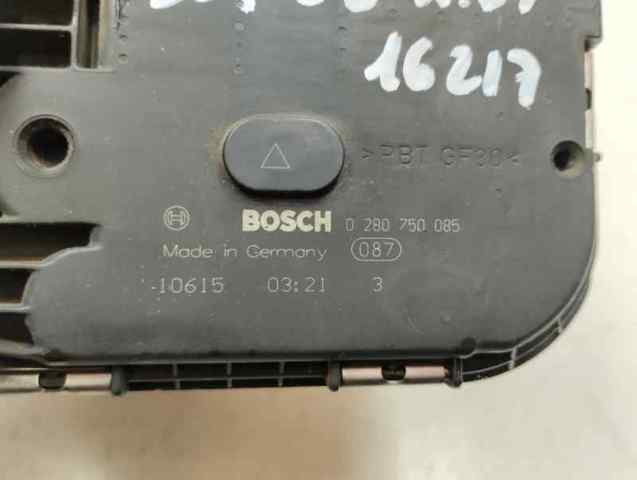 16217
>PBT GF30<
BOSCH 0 280 750 085
Made in Germany 087
-10615 03:21 3